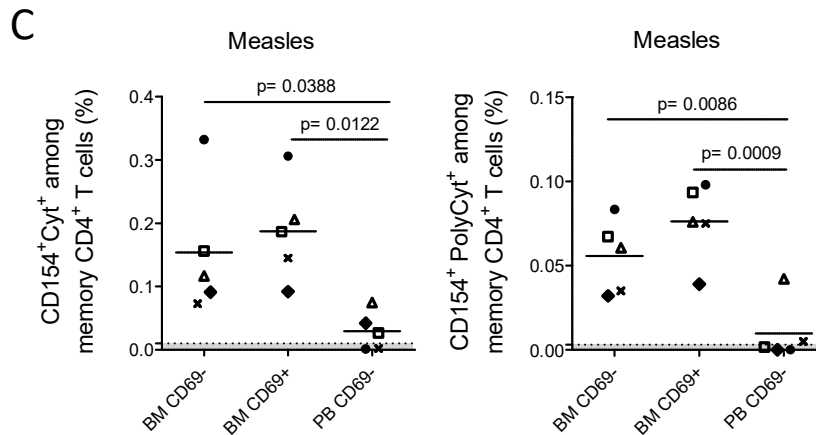 C
Measles
CD154⁺Cyt⁺ among
memory CD4⁺ T cells (%)
0.4
0.3
0.2
0.1
0.0
p= 0.0388
p= 0.0122
BM CD69-
BM CD69+
PB CD69-
Measles
CD154⁺ PolyCyt⁺ among
memory CD4⁺ T cells (%)
0.15
0.10
0.05
0.00
p= 0.0086
p= 0.0009
BM CD69-
BM CD69+
PB CD69-